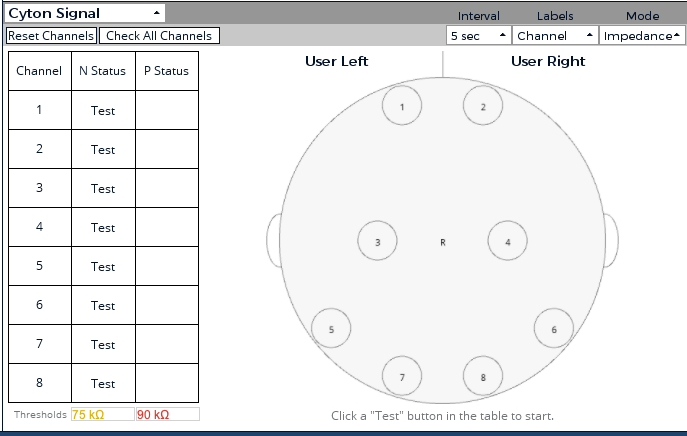 Cyton Signal
Interval Labels Mode
Reset Channels Check All Channels 5 sec Channel Impedance
Channel N Status P Status User Left User Right
1 Test
2 Test
3 Test
4 Test
5 Test
6 Test
7 Test
8 Test
Thresholds 75 kΩ 90 kΩ
1 2
3 R 4
5 6
7 8
Click a "Test" button in the table to start.